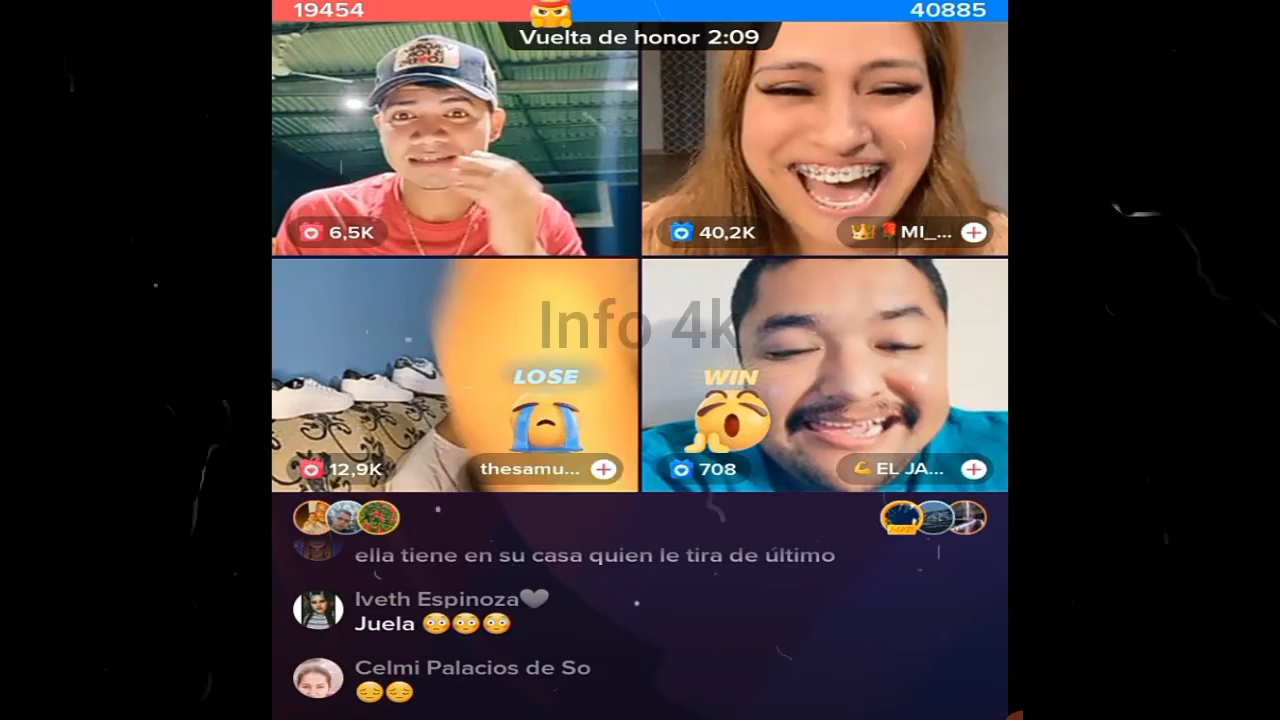 19454
40885
Vuelta de honor 2:09
6,5K
40,2K
MI_...
Info 4k
LOSE
WIN
12,9K
thesamu...
708
EL JA...
ella tiene en su casa quien le tira de último
Iveth Espinoza
Juela
Celmi Palacios de So